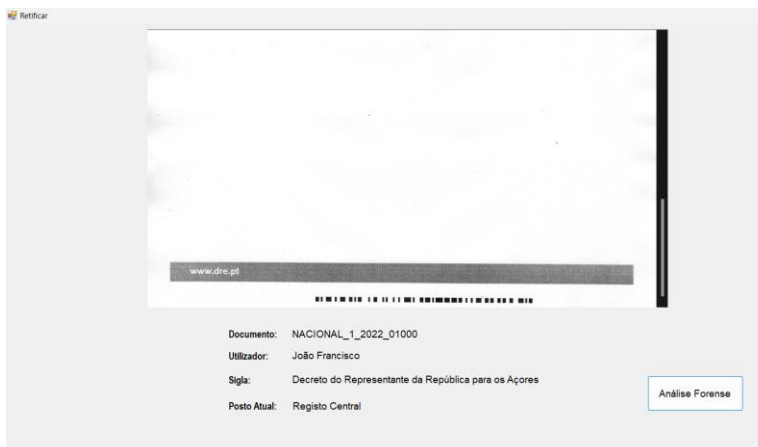 Retificar
www.dre.pt
Documento: NACIONAL_1_2022_01000
Utilizador: João Francisco
Sigla: Decreto do Representante da República para os Açores
Posto Atual: Registo Central
Análise Forense